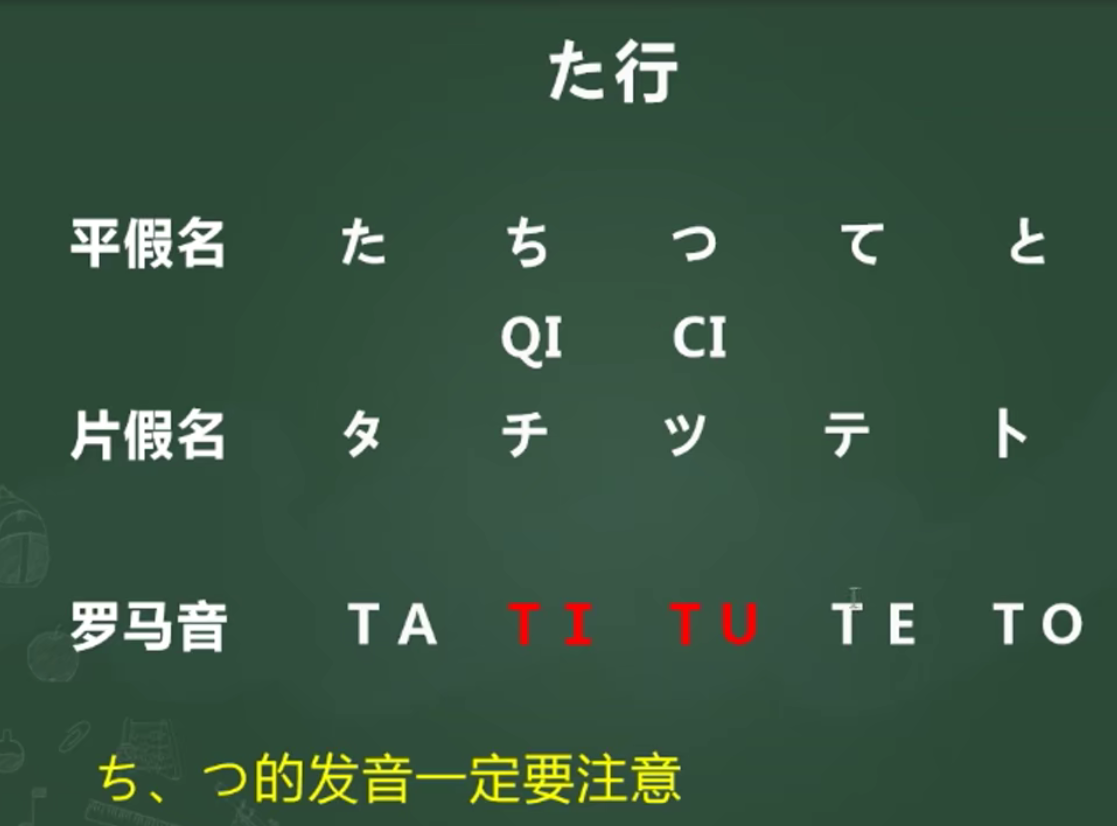 た行
平假名 た ち つ て と
QI CI
片假名 タ チ ツ テ ト
罗马音 TA TI TU TE TO
ち、つ的发音一定要注意